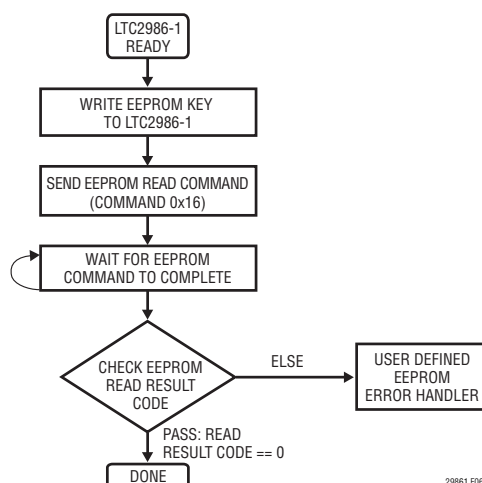 LTC2986-1
READY
WRITE EEPROM KEY
TO LTC2986-1
SEND EEPROM READ COMMAND
(COMMAND 0x16)
WAIT FOR EEPROM
COMMAND TO COMPLETE
CHECK EEPROM
READ RESULT
CODE
ELSE
USER DEFINED
EEPROM
ERROR HANDLER
PASS: READ
RESULT CODE == 0
DONE
29861 F06